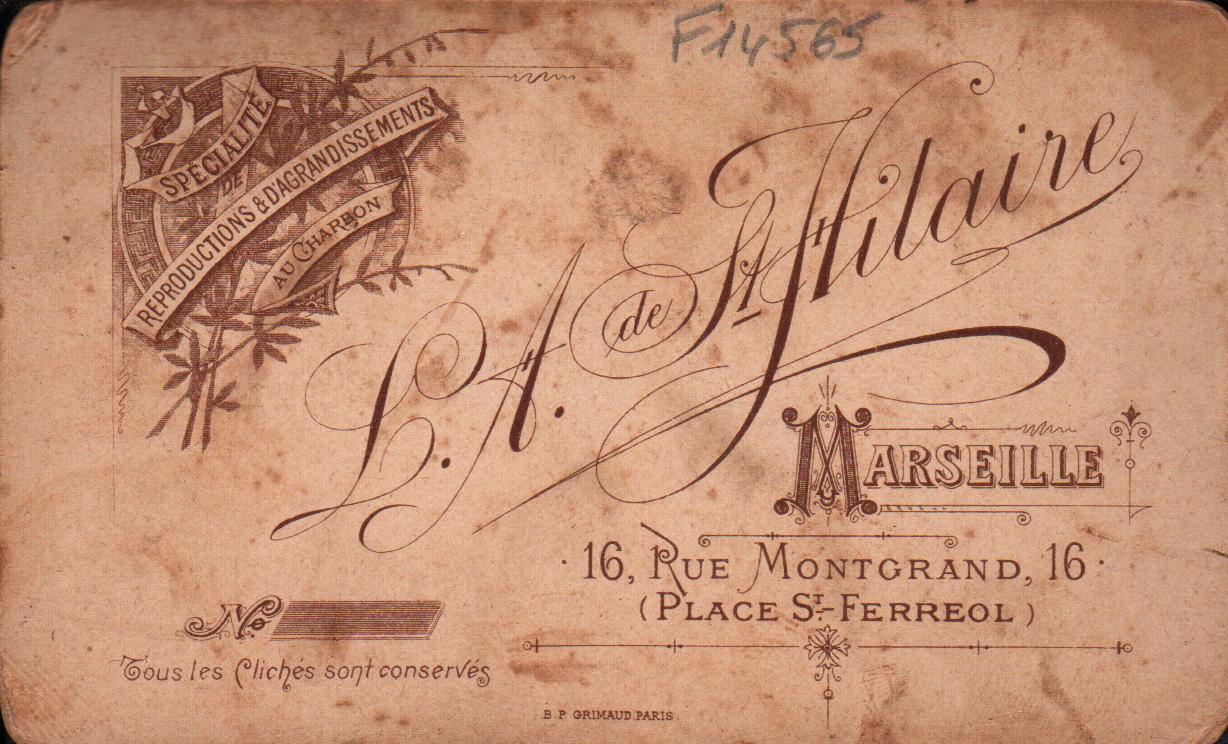 F14565
SPÉCIALITÉ
DE
REPRODUCTIONS & D'AGRANDISSEMENTS
AU CHARBON
L. A. de St Hilaire
MARSEILLE
· 16, RUE MONTGRAND, 16 ·
(PLACE ST-FERREOL)
No.
Tous les Clichés sont conservés
B. P. GRIMAUD. PARIS.